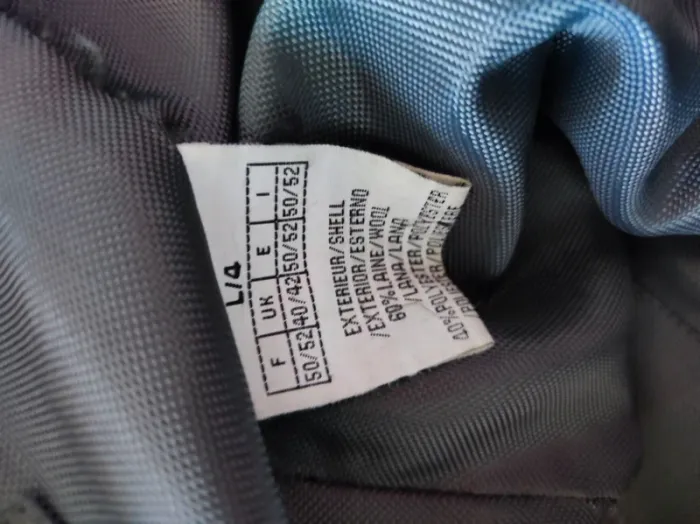 L/4
F UK E I
50/52 40/42 50/52 50/52
EXTERIEUR/SHELL
/EXTERIOR/ESTERNO
60%LAINE/WOOL
/LANA/LANA
40%POLYESTER/POLYESTER